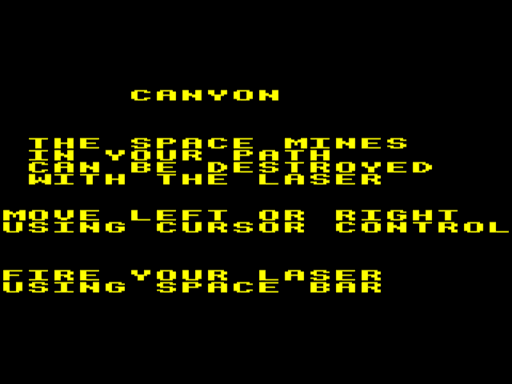 CANYON
THE SPACE MINES
IN YOUR PATH
CAN BE DESTROYED
WITH THE LASER
MOVE LEFT OR RIGHT
USING CURSOR CONTROL
FIRE YOUR LASER
USING SPACE BAR